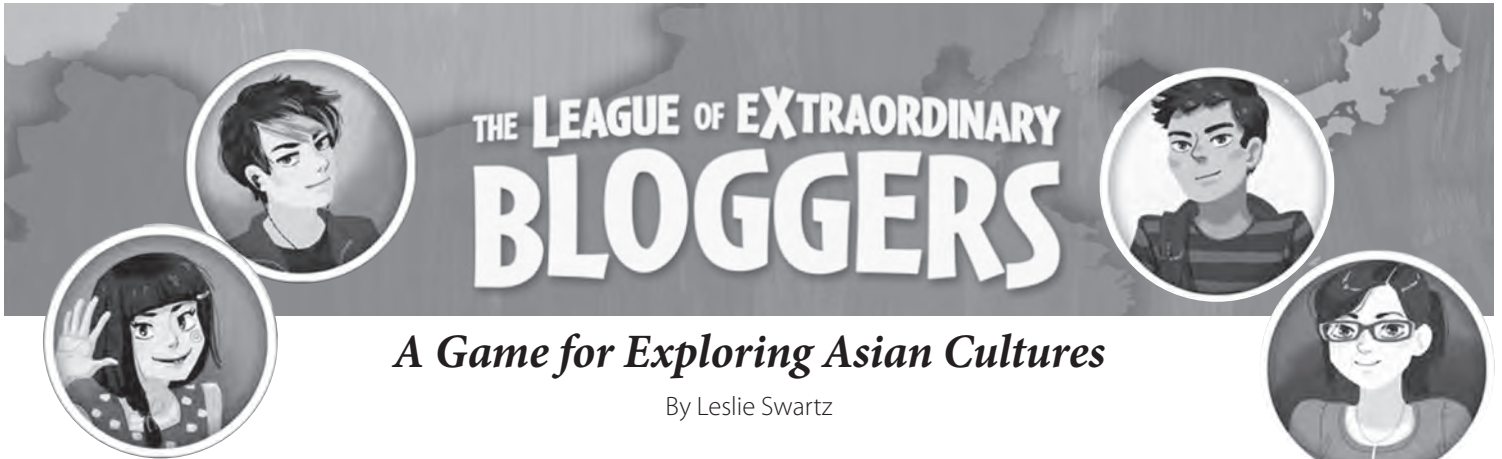 THE LEAGUE OF EXTRAORDINARY
BLOGGERS
A Game for Exploring Asian Cultures
By Leslie Swartz